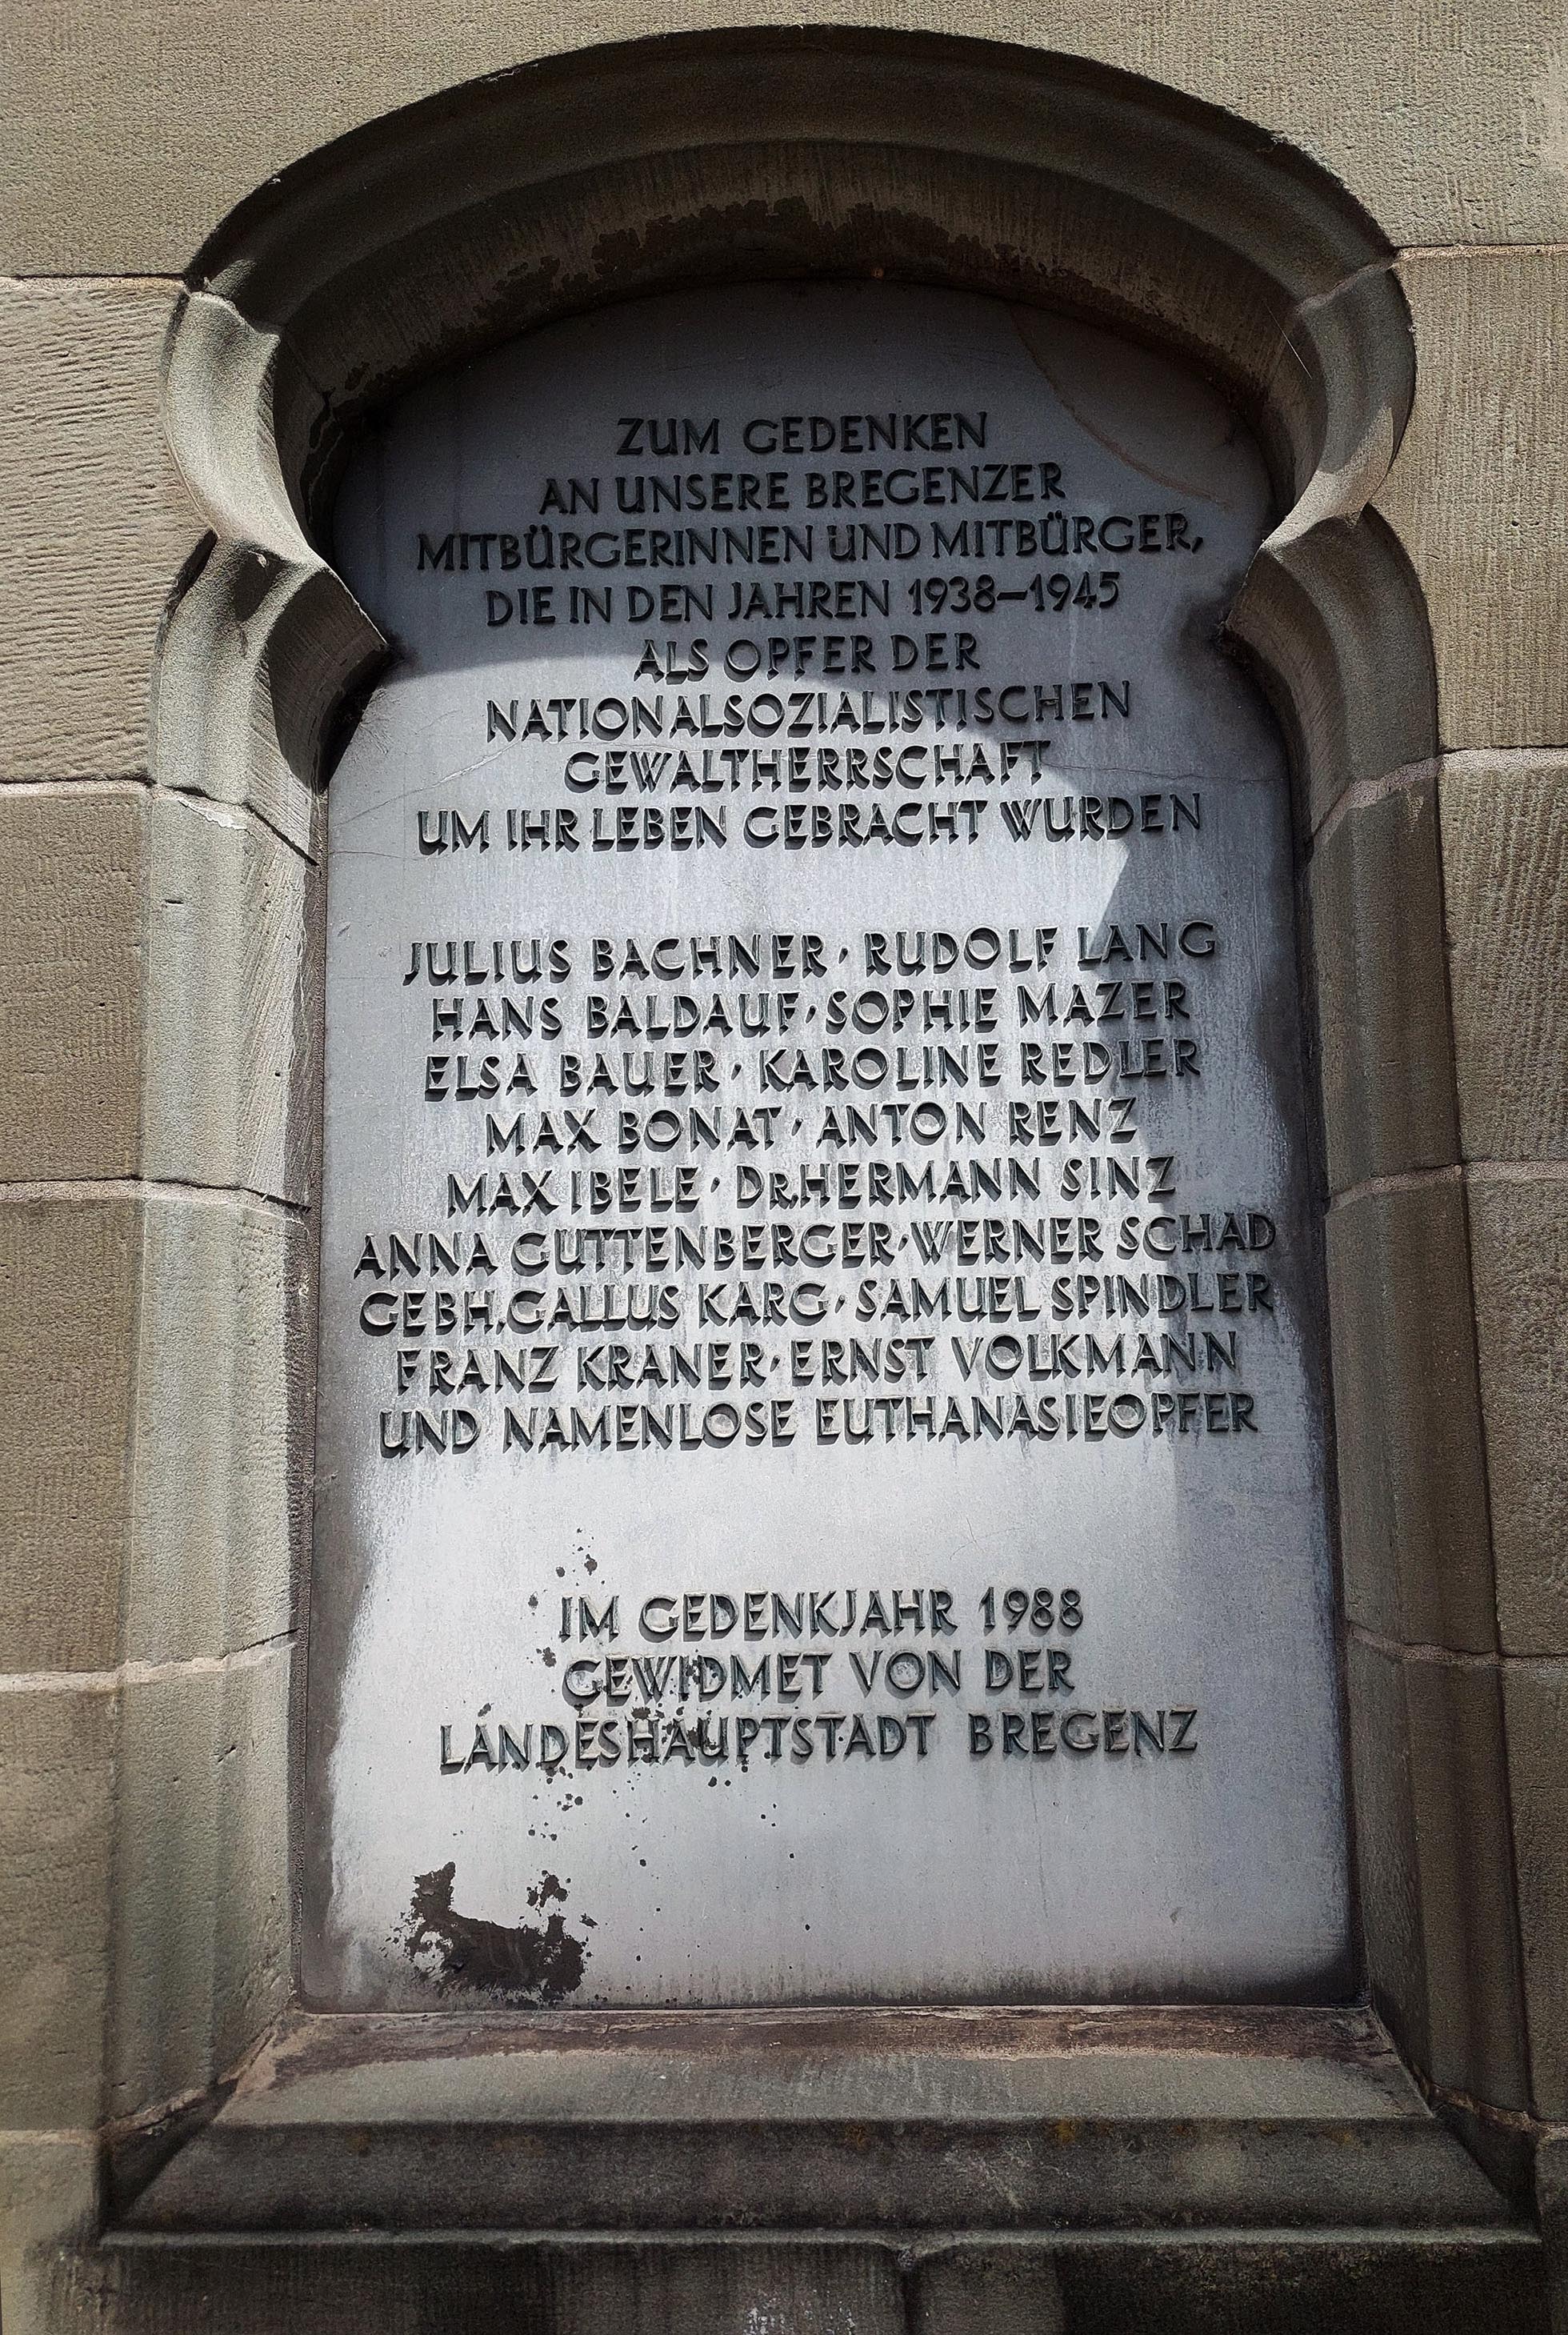 ZUM GEDENKEN
AN UNSERE BREGENZER
MITBÜRGERINNEN UND MITBÜRGER,
DIE IN DEN JAHREN 1938–1945
ALS OPFER DER
NATIONALSOZIALISTISCHEN
GEWALTHERRSCHAFT
UM IHR LEBEN GEBRACHT WURDEN
JULIUS BACHNER · RUDOLF LANG
HANS BALDAUF · SOPHIE MAZER
ELSA BAUER · KAROLINE REDLER
MAX BONAT · ANTON RENZ
MAX IBELE · DR.HERMANN SINZ
ANNA GUTTENBERGER · WERNER SCHAD
GEBH.GALLUS KARG · SAMUEL SPINDLER
FRANZ KRANER · ERNST VOLKMANN
UND NAMENLOSE EUTHANASIEOPFER
IM GEDENKJAHR 1988
GEWIDMET VON DER
LANDESHAUPTSTADT BREGENZ